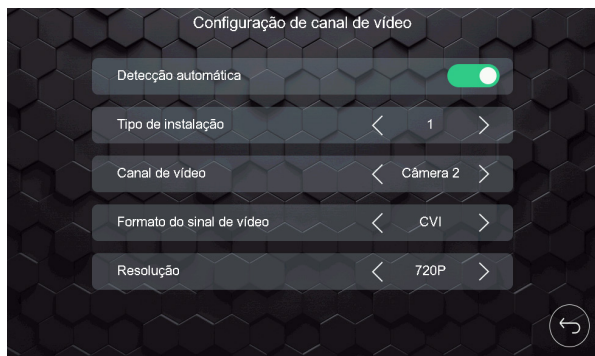 Configuração de canal de vídeo
Detecção automática
Tipo de instalação 1
Canal de vídeo Câmera 2
Formato do sinal de vídeo CVI
Resolução 720P